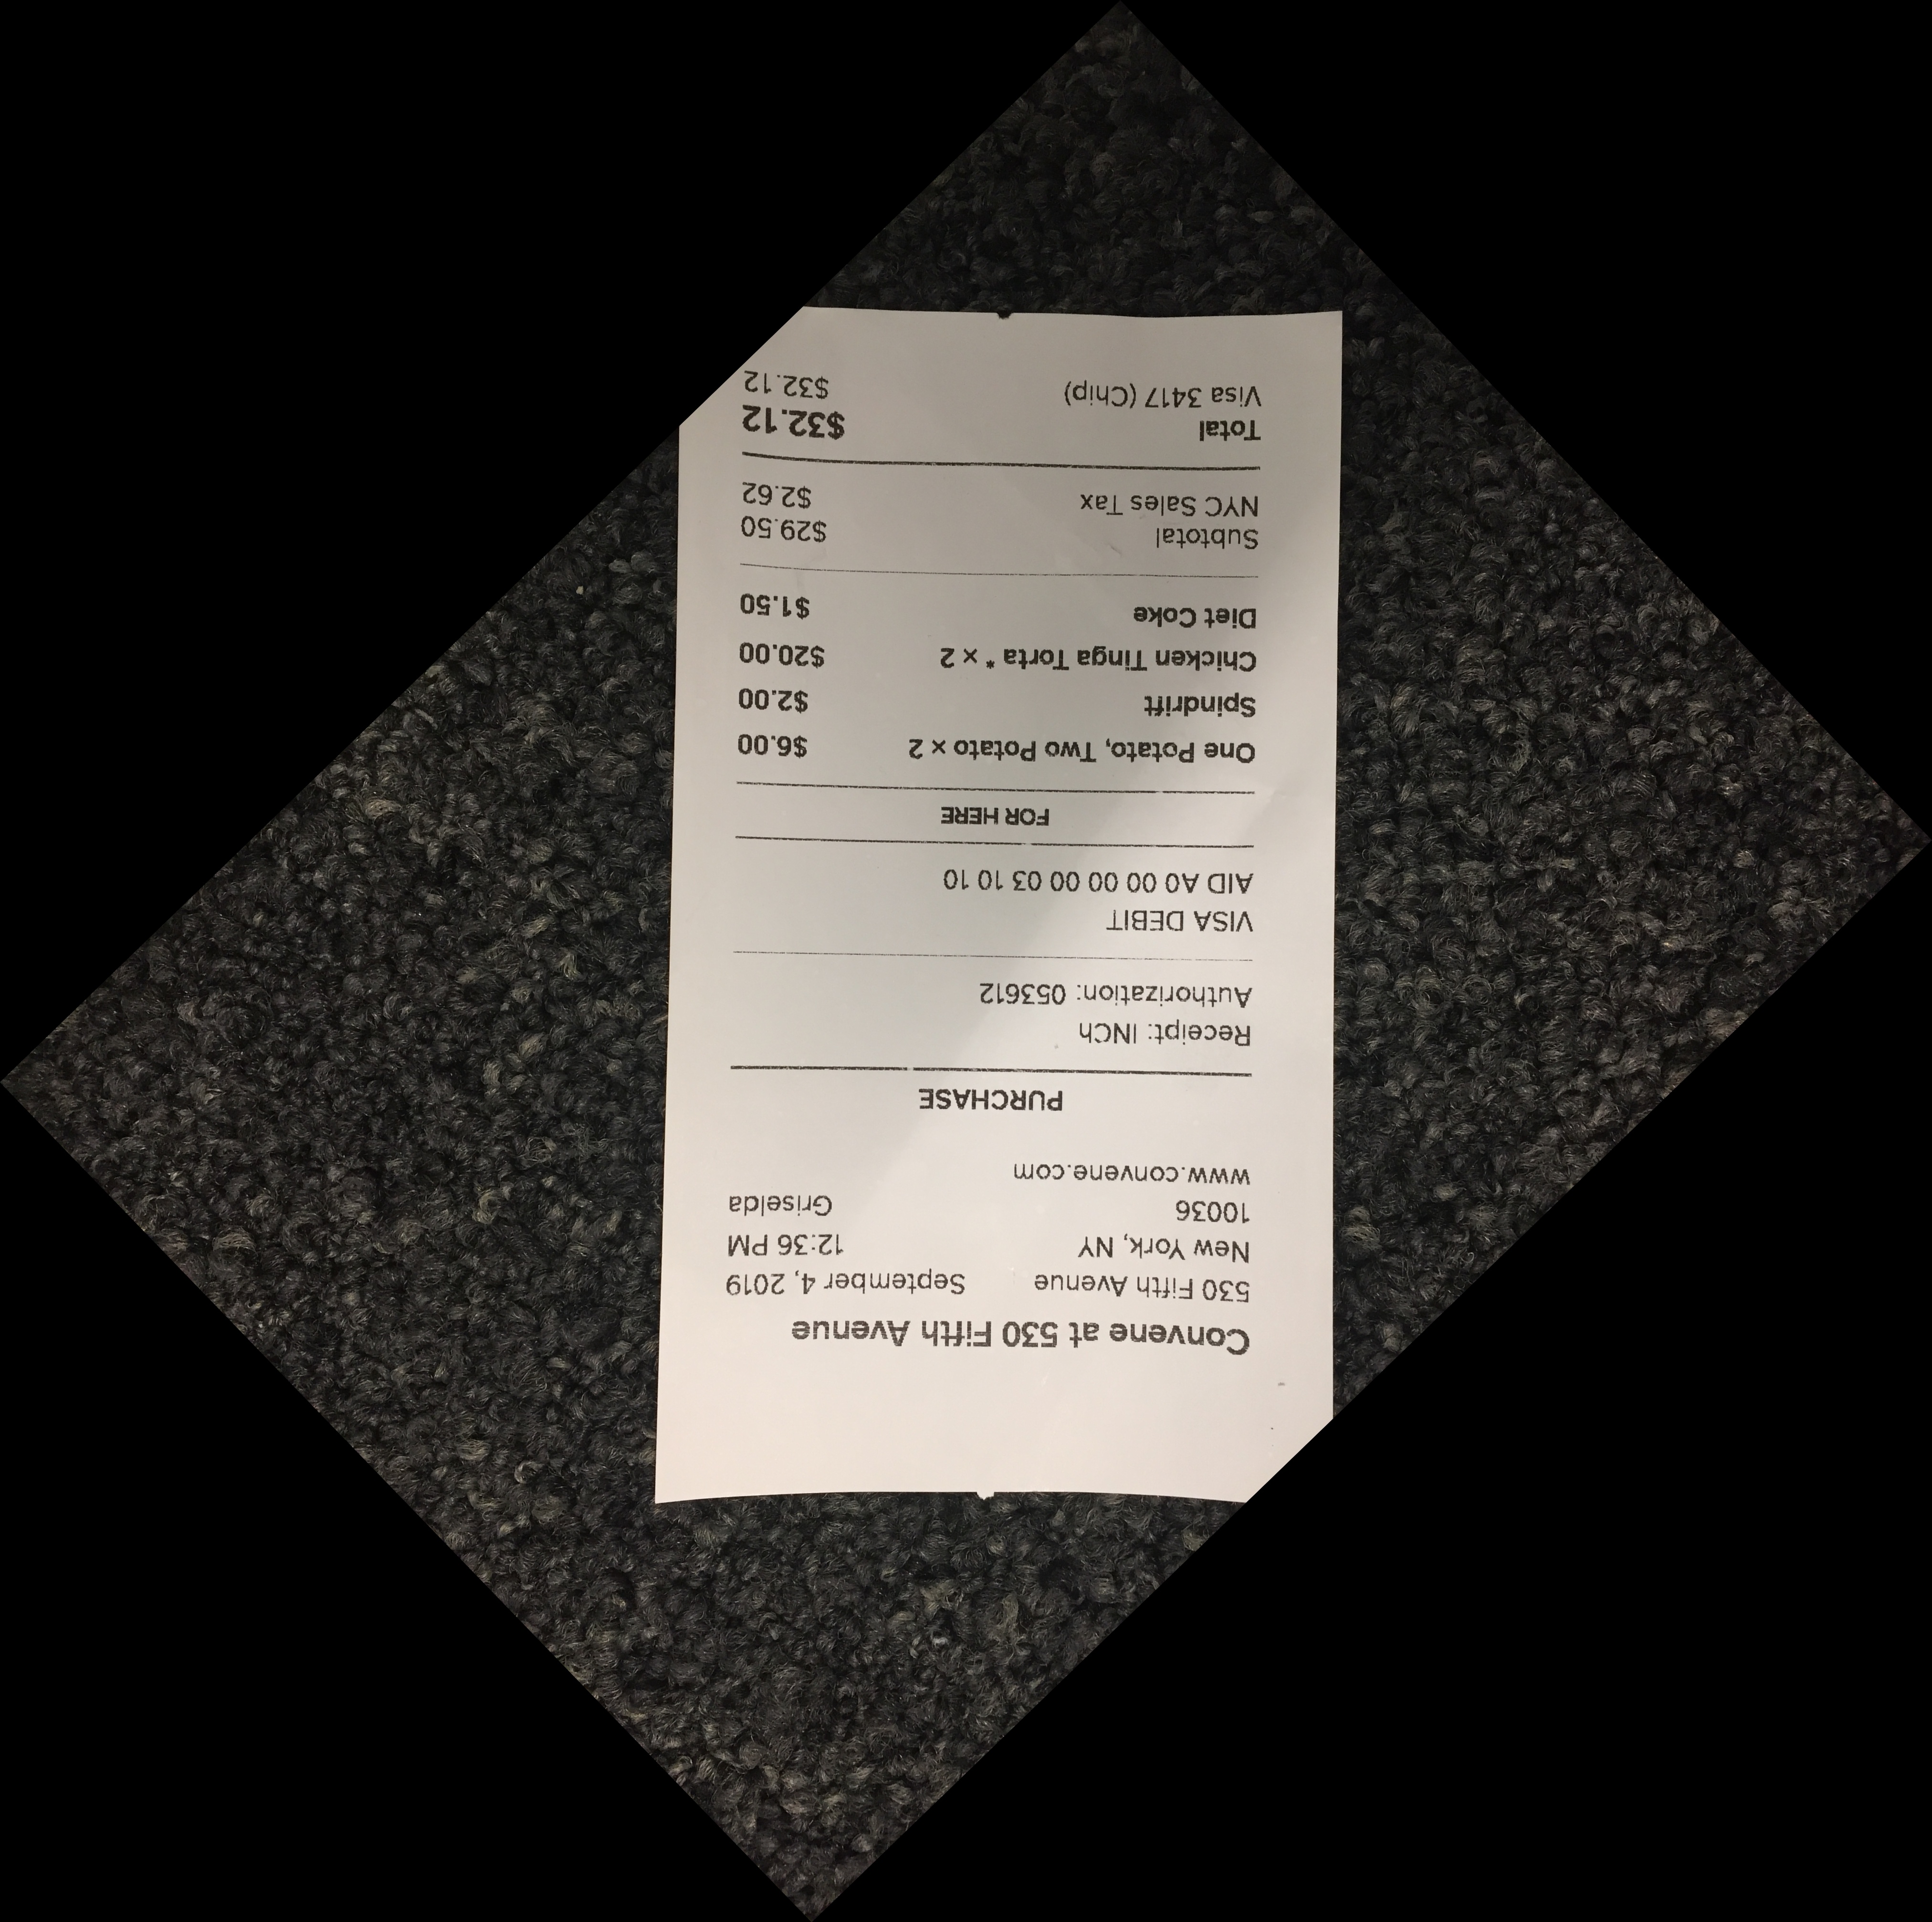 Convene at 530 Fifth Avenue
530 Fifth Avenue September 4, 2019
New York, NY 12:36 PM
10036 Griselda
www.convene.com
PURCHASE
Receipt: INCh
Authorization: 053612
VISA DEBIT
AID A0 00 00 00 03 10 10
FOR HERE
One Potato, Two Potato x 2 $6.00
Spindrift $2.00
Chicken Tinga Torta * x 2 $20.00
Diet Coke $1.50
Subtotal $29.50
NYC Sales Tax $2.62
Total $32.12
Visa 3417 (Chip) $32.12